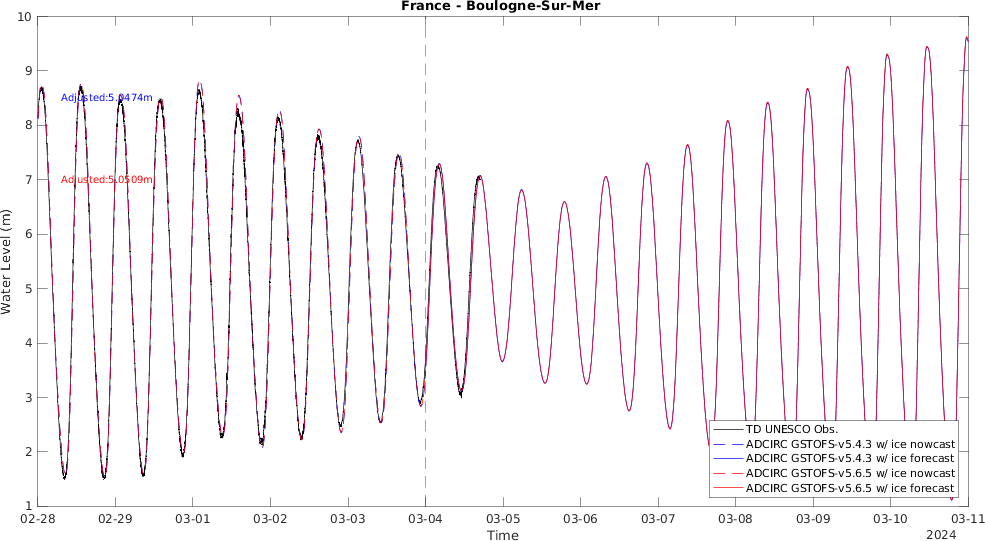 France - Boulogne-Sur-Mer
Water Level (m)
10
9
8
7
6
5
4
3
2
1
Adjusted:5.0474m
Adjusted:5.0509m
TD UNESCO Obs.
ADCIRC GSTOFS-v5.4.3 w/ ice nowcast
ADCIRC GSTOFS-v5.4.3 w/ ice forecast
ADCIRC GSTOFS-v5.6.5 w/ ice nowcast
ADCIRC GSTOFS-v5.6.5 w/ ice forecast
02-28 02-29 03-01 03-02 03-03 03-04 03-05 03-06 03-07 03-08 03-09 03-10 03-11
Time
2024